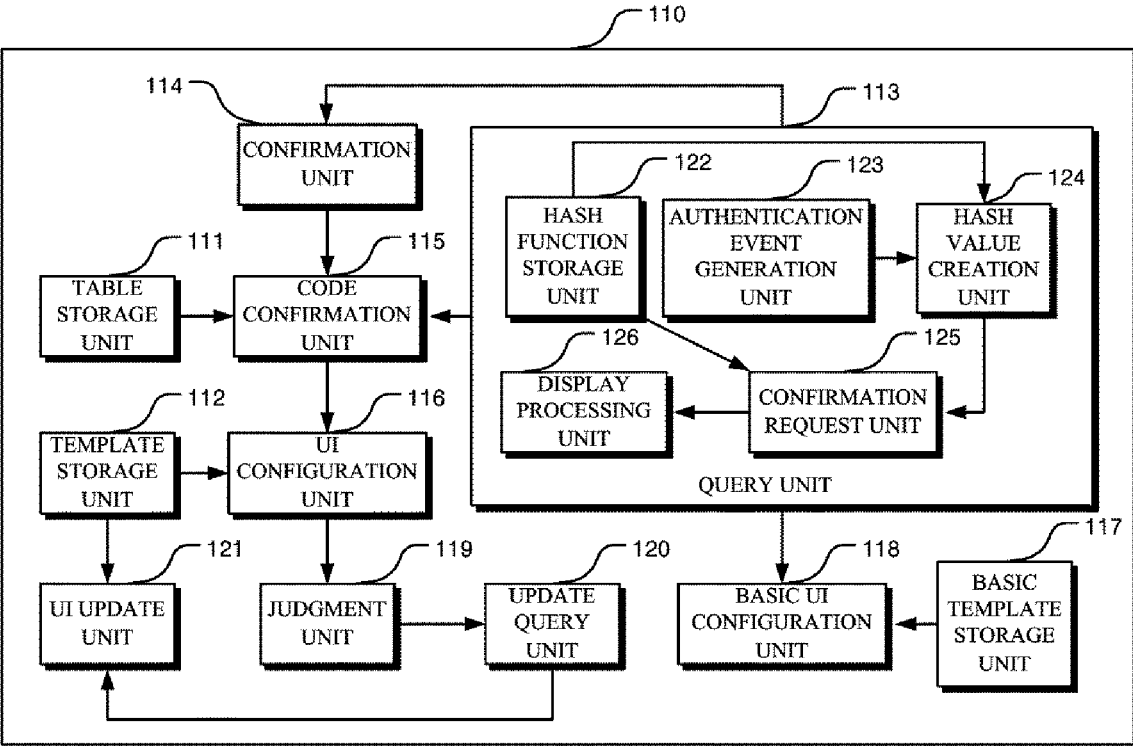 110
114
113
CONFIRMATION
UNIT
122
123
124
HASH
FUNCTION
STORAGE
UNIT
AUTHENTICATION
EVENT
GENERATION
UNIT
HASH
VALUE
CREATION
UNIT
111
115
TABLE
STORAGE
UNIT
CODE
CONFIRMATION
UNIT
126
125
DISPLAY
PROCESSING
UNIT
CONFIRMATION
REQUEST UNIT
112
116
TEMPLATE
STORAGE
UNIT
UI
CONFIGURATION
UNIT
QUERY UNIT
121
119
120
118
117
UI UPDATE
UNIT
JUDGMENT
UNIT
UPDATE
QUERY
UNIT
BASIC UI
CONFIGURATION
UNIT
BASIC
TEMPLATE
STORAGE
UNIT